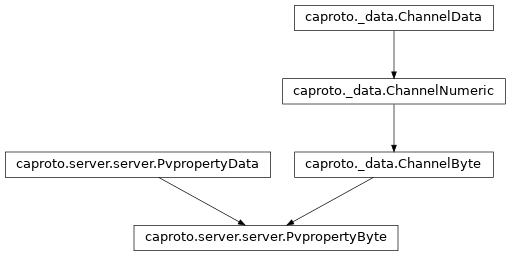 caproto._data.ChannelData
caproto._data.ChannelNumeric
caproto.server.server.PvpropertyData
caproto._data.ChannelByte
caproto.server.server.PvpropertyByte